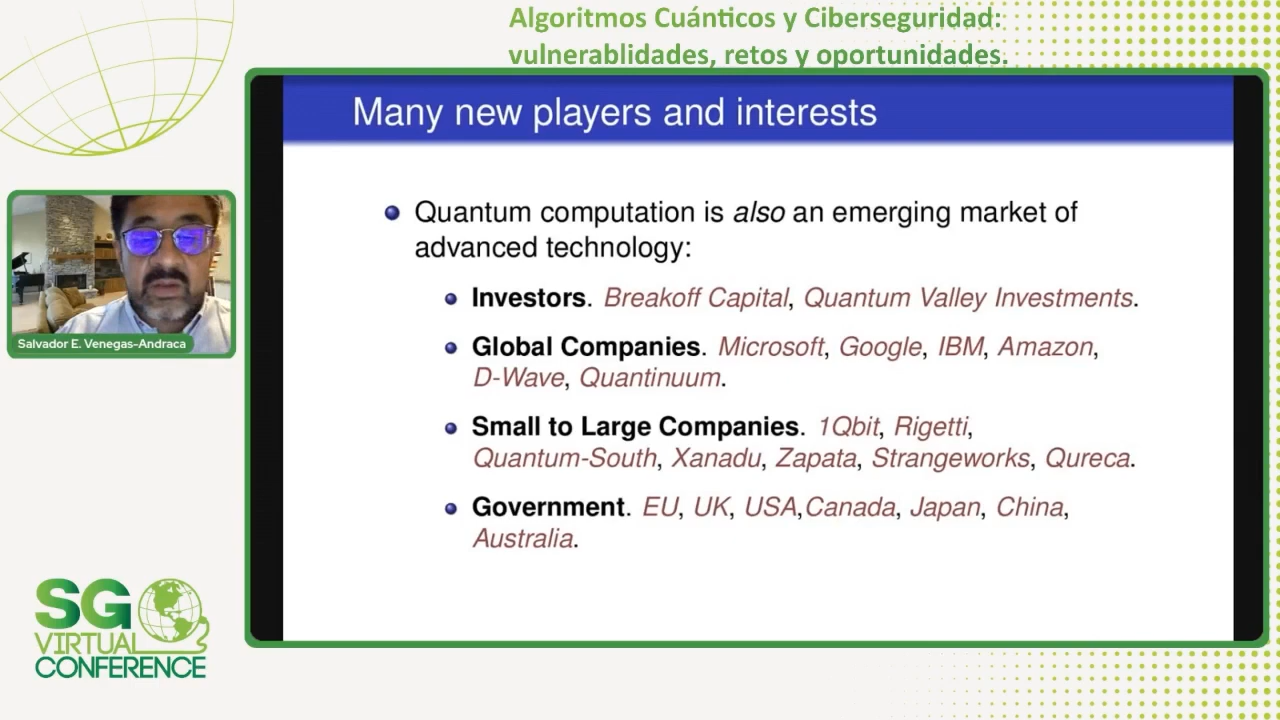 Algoritmos Cuánticos y Ciberseguridad:
vulnerablidades, retos y oportunidades.
Many new players and interests
Quantum computation is also an emerging market of
advanced technology:
Investors. Breakoff Capital, Quantum Valley Investments.
Global Companies. Microsoft, Google, IBM, Amazon,
D-Wave, Quantinuum.
Small to Large Companies. 1Qbit, Rigetti,
Quantum-South, Xanadu, Zapata, Strangeworks, Qureca.
Government. EU, UK, USA,Canada, Japan, China,
Australia.
Salvador E. Venegas-Andraca
SG
VIRTUAL
CONFERENCE